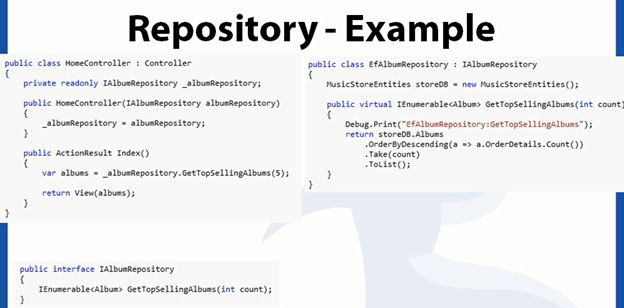 Repository - Example
public class HomeController : Controller
{
    private readonly IAlbumRepository _albumRepository;

    public HomeController(IAlbumRepository albumRepository)
    {
        _albumRepository = albumRepository;
    }

    public ActionResult Index()
    {
        var albums = _albumRepository.GetTopSellingAlbums(5);

        return View(albums);
    }
}
public class EfAlbumRepository : IAlbumRepository
{
    MusicStoreEntities storeDB = new MusicStoreEntities();

    public virtual IEnumerable<Album> GetTopSellingAlbums(int count)
    {
        Debug.Print("EfAlbumRepository:GetTopSellingAlbums");
        return storeDB.Albums
            .OrderByDescending(a => a.OrderDetails.Count())
            .Take(count)
            .ToList();
    }
}
public interface IAlbumRepository
{
    IEnumerable<Album> GetTopSellingAlbums(int count);
}